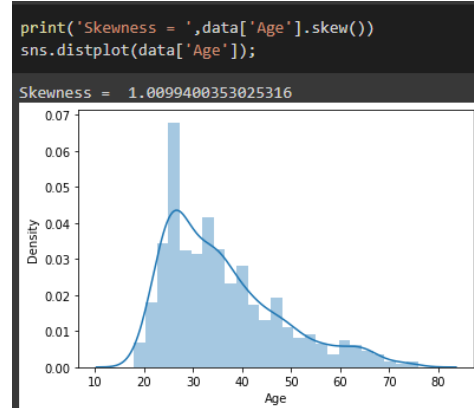 print('Skewness = ',data['Age'].skew())
sns.distplot(data['Age']);
Skewness =  1.0099400353025316
0.07
0.06
0.05
0.04
0.03
0.02
0.01
0.00
Density
10 20 30 40 50 60 70 80
Age